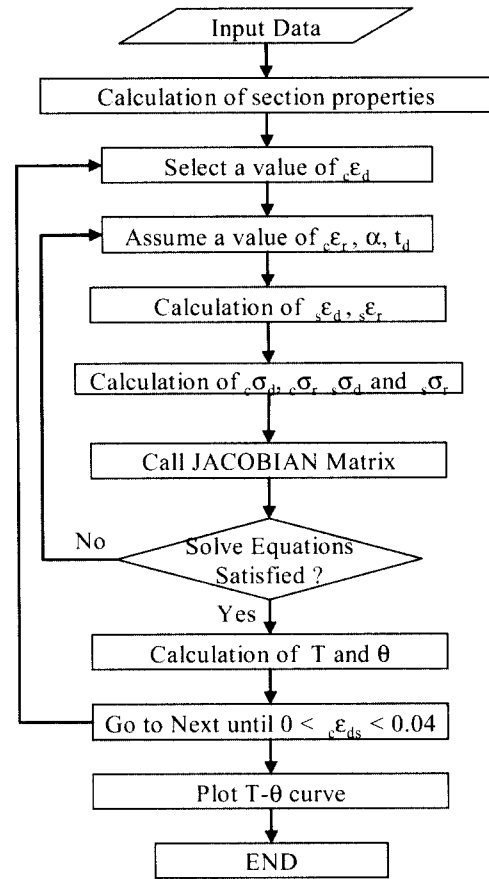 Input Data
Calculation of section properties
Select a value of cεd
Assume a value of cεr , α, td
Calculation of sεd , sεr
Calculation of cσd, cσr sσd and sσr
Call JACOBIAN Matrix
No
Solve Equations
Satisfied ?
Yes
Calculation of T and θ
Go to Next until 0 < cεds < 0.04
Plot T-θ curve
END